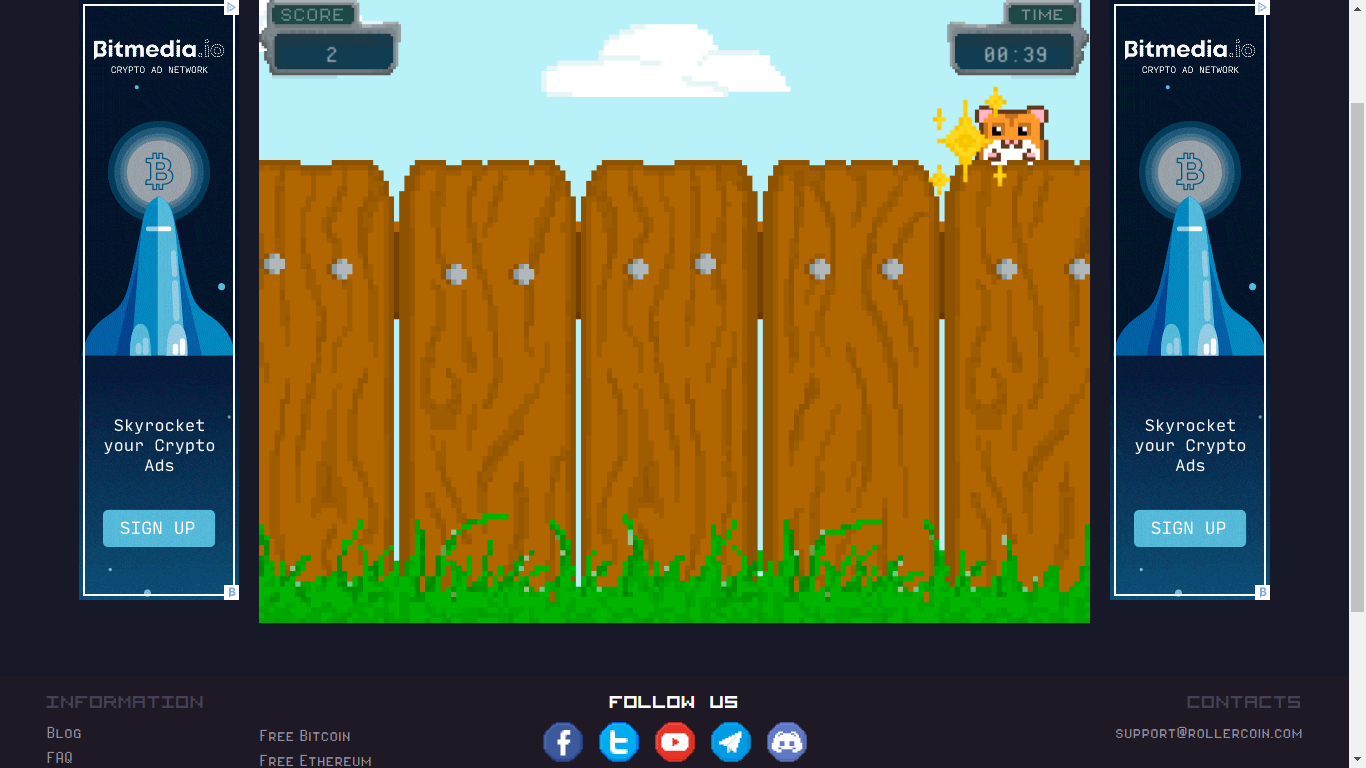 Bitmedia.io
CRYPTO AD NETWORK
Skyrocket
your Crypto
Ads
SIGN UP
B
SCORE
2
TIME
00:39
Bitmedia.io
CRYPTO AD NETWORK
Skyrocket
your Crypto
Ads
SIGN UP
B
INFORMATION
Blog
FAQ
Free Bitcoin
Free Ethereum
FOLLOW US
CONTACTS
support@rollercoin.com